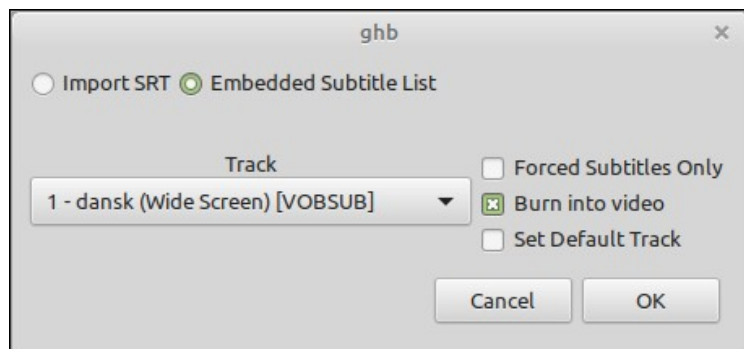 ghb
Import SRT Embedded Subtitle List
Track
Forced Subtitles Only
1 - dansk (Wide Screen) [VOBSUB]
Burn into video
Set Default Track
Cancel OK